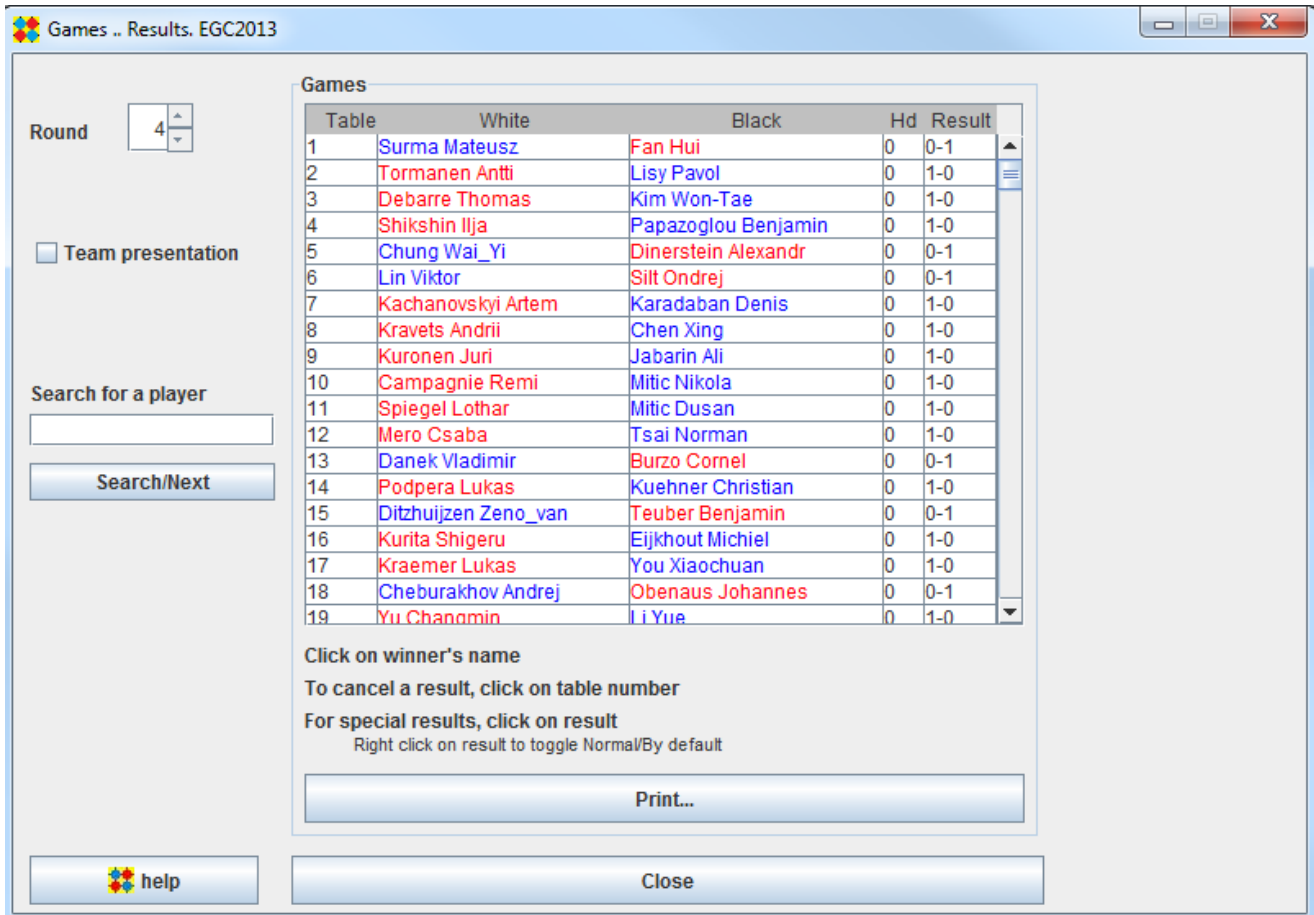 Games .. Results. EGC2013
Round 4
Team presentation
Search for a player
Search/Next
Games
Table White Black Hd Result
1 Surma Mateusz Fan Hui 0 0-1
2 Tormanen Antti Lisy Pavol 0 1-0
3 Debarre Thomas Kim Won-Tae 0 1-0
4 Shikshin Ilja Papazoglou Benjamin 0 1-0
5 Chung Wai_Yi Dinerstein Alexandr 0 0-1
6 Lin Viktor Silt Ondrej 0 0-1
7 Kachanovskyi Artem Karadaban Denis 0 1-0
8 Kravets Andrii Chen Xing 0 1-0
9 Kuronen Juri Jabarin Ali 0 1-0
10 Campagnie Remi Mitic Nikola 0 1-0
11 Spiegel Lothar Mitic Dusan 0 1-0
12 Mero Csaba Tsai Norman 0 1-0
13 Danek Vladimir Burzo Cornel 0 0-1
14 Podpera Lukas Kuehner Christian 0 1-0
15 Ditzhuijzen Zeno_van Teuber Benjamin 0 0-1
16 Kurita Shigeru Eijkhout Michiel 0 1-0
17 Kraemer Lukas You Xiaochuan 0 1-0
18 Cheburakhov Andrej Obenaus Johannes 0 0-1
19 Yu Changmin Li Yue 0 1-0
Click on winner's name
To cancel a result, click on table number
For special results, click on result
Right click on result to toggle Normal/By default
Print...
help
Close